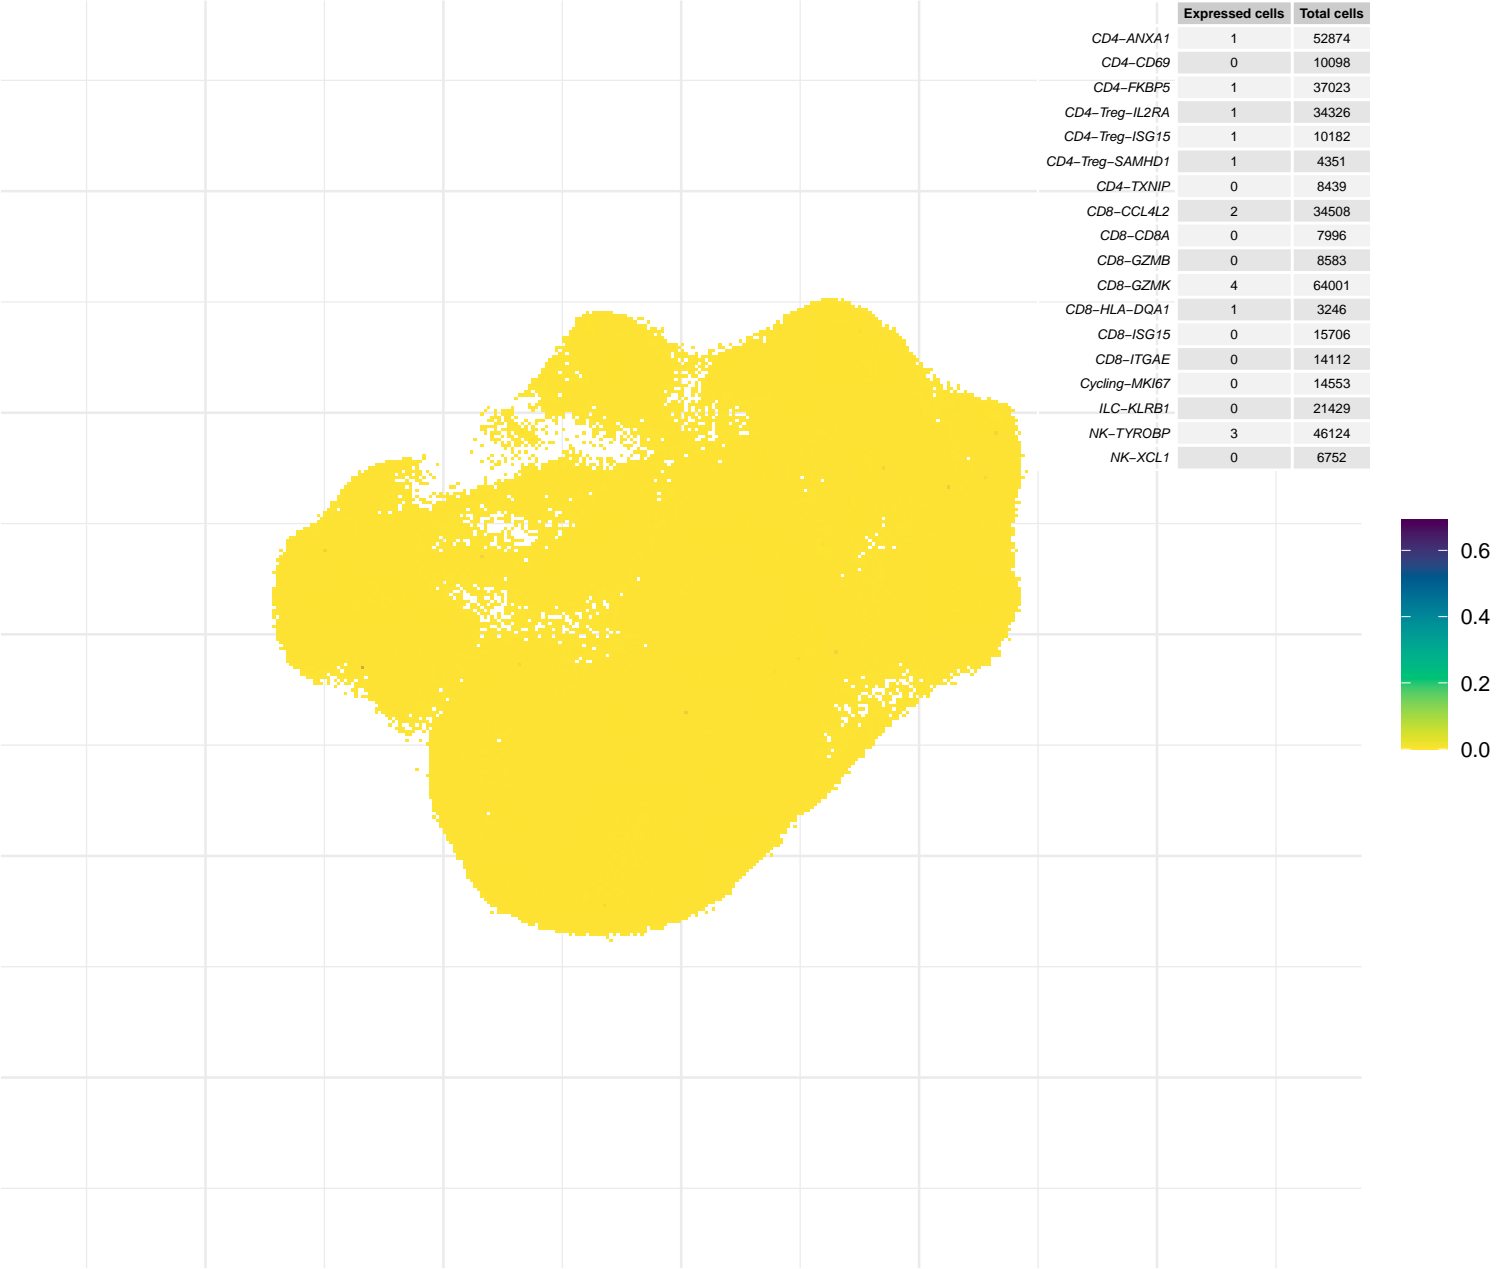 Expressed cells Total cells
CD4−ANXA1 1 52874
CD4−CD69 0 10098
CD4−FKBP5 1 37023
CD4−Treg−IL2RA 1 34326
CD4−Treg−ISG15 1 10182
CD4−Treg−SAMHD1 1 4351
CD4−TXNIP 0 8439
CD8−CCL4L2 2 34508
CD8−CD8A 0 7996
CD8−GZMB 0 8583
CD8−GZMK 4 64001
CD8−HLA−DQA1 1 3246
CD8−ISG15 0 15706
CD8−ITGAE 0 14112
Cycling−MKI67 0 14553
ILC−KLRB1 0 21429
NK−TYROBP 3 46124
NK−XCL1 0 6752
0.6
0.4
0.2
0.0